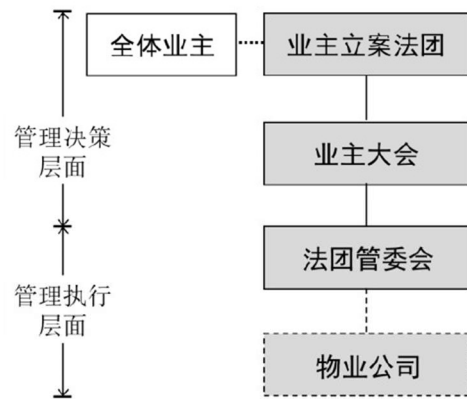 全体业主
业主立案法团
管理决策
层面
业主大会
法团管委会
管理执行
层面
物业公司